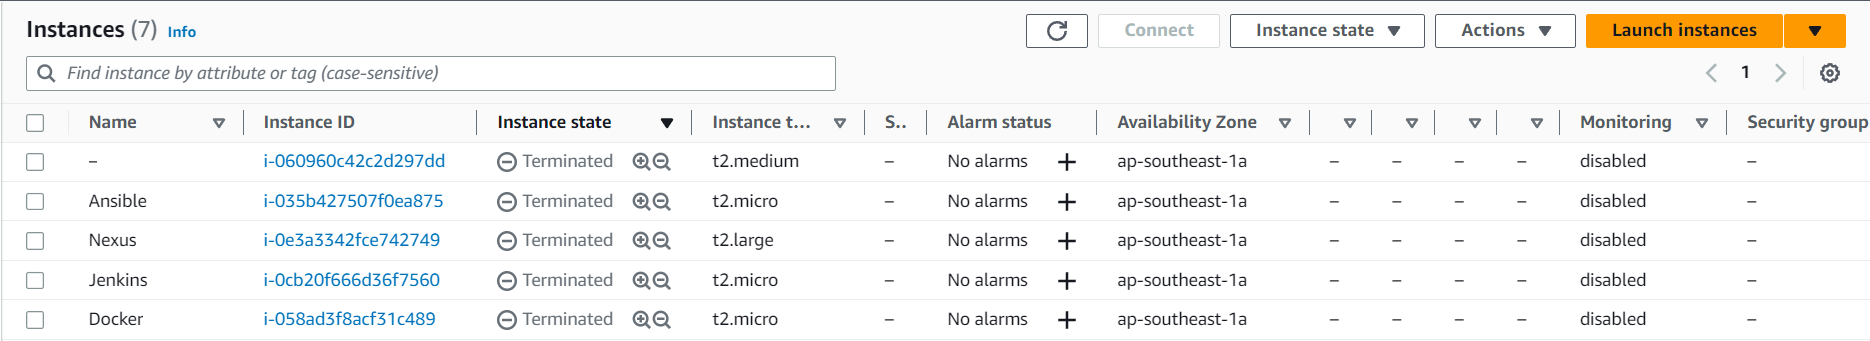 Instances (7) Info Connect Instance state Actions Launch instances
Find instance by attribute or tag (case-sensitive) 1
Name Instance ID Instance state Instance t... S.. Alarm status Availability Zone Monitoring Security group
– i-060960c42c2d297dd Terminated t2.medium – No alarms + ap-southeast-1a – – – – disabled –
Ansible i-035b427507f0ea875 Terminated t2.micro – No alarms + ap-southeast-1a – – – – disabled –
Nexus i-0e3a3342fce742749 Terminated t2.large – No alarms + ap-southeast-1a – – – – disabled –
Jenkins i-0cb20f666d36f7560 Terminated t2.micro – No alarms + ap-southeast-1a – – – – disabled –
Docker i-058ad3f8acf31c489 Terminated t2.micro – No alarms + ap-southeast-1a – – – – disabled –